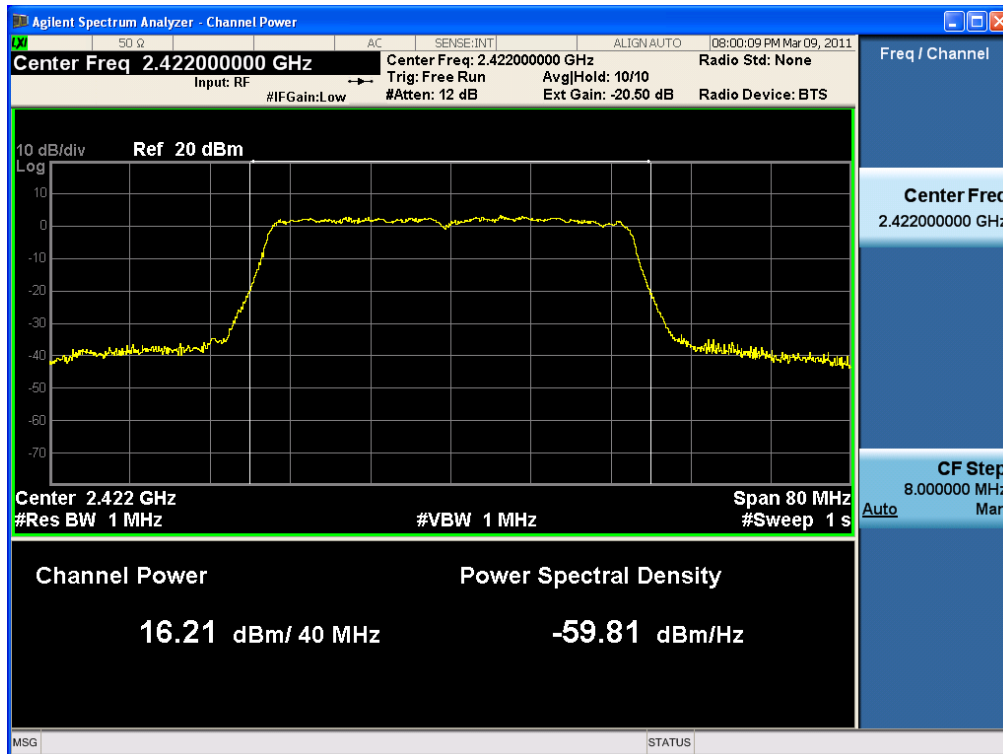 Agilent Spectrum Analyzer - Channel Power
LXI 50 Ω AC SENSE:INT ALIGN AUTO 08:00:09 PM Mar 09, 2011
Center Freq 2.422000000 GHz
Input: RF
#IFGain:Low
Center Freq: 2.422000000 GHz
Trig: Free Run Avg|Hold: 10/10
#Atten: 12 dB Ext Gain: -20.50 dB
Radio Std: None
Radio Device: BTS
Freq / Channel
10 dB/div Ref 20 dBm
Log
10
0
-10
-20
-30
-40
-50
-60
-70
Center Freq
2.422000000 GHz
CF Step
8.000000 MHz
Auto Man
Center 2.422 GHz Span 80 MHz
#Res BW 1 MHz #VBW 1 MHz #Sweep 1 s
Channel Power Power Spectral Density
16.21 dBm/ 40 MHz -59.81 dBm/Hz
MSG STATUS